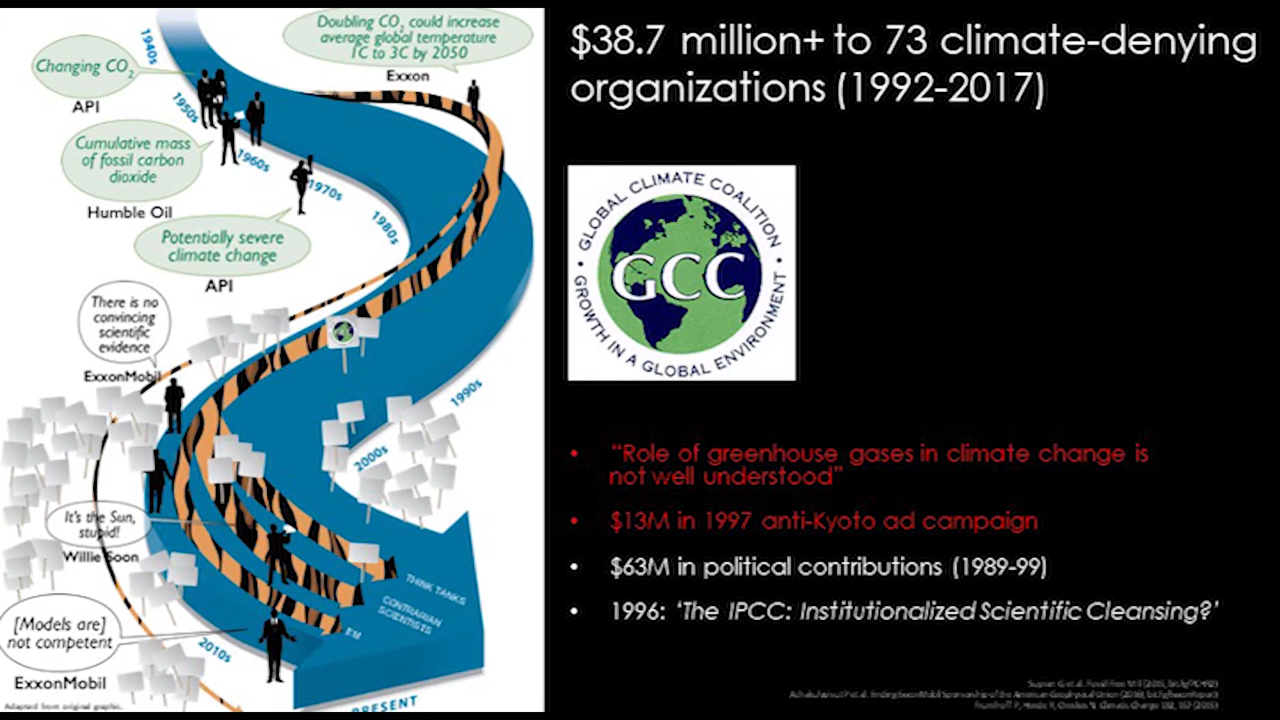 1940s
Doubling CO2 could increase
average global temperature
1C to 3C by 2050
Exxon
Changing CO2
API
1950s
Cumulative mass
of fossil carbon
dioxide
Humble Oil
1960s
1970s
Potentially severe
climate change
API
1980s
There is no
convincing
scientific
evidence
ExxonMobil
1990s
2000s
It's the Sun,
stupid!
Willie Soon
THINK TANKS
CONTRARIAN
SCIENTISTS
EM
[Models are]
not competent
ExxonMobil
2010s
PRESENT
Adapted from original graphic.
$38.7 million+ to 73 climate-denying
organizations (1992-2017)
GLOBAL CLIMATE COALITION
GCC
GROWTH IN A GLOBAL ENVIRONMENT
• "Role of greenhouse gases in climate change is
not well understood"
• $13M in 1997 anti-Kyoto ad campaign
• $63M in political contributions (1989-99)
• 1996: 'The IPCC: Institutionalized Scientific Cleansing?'